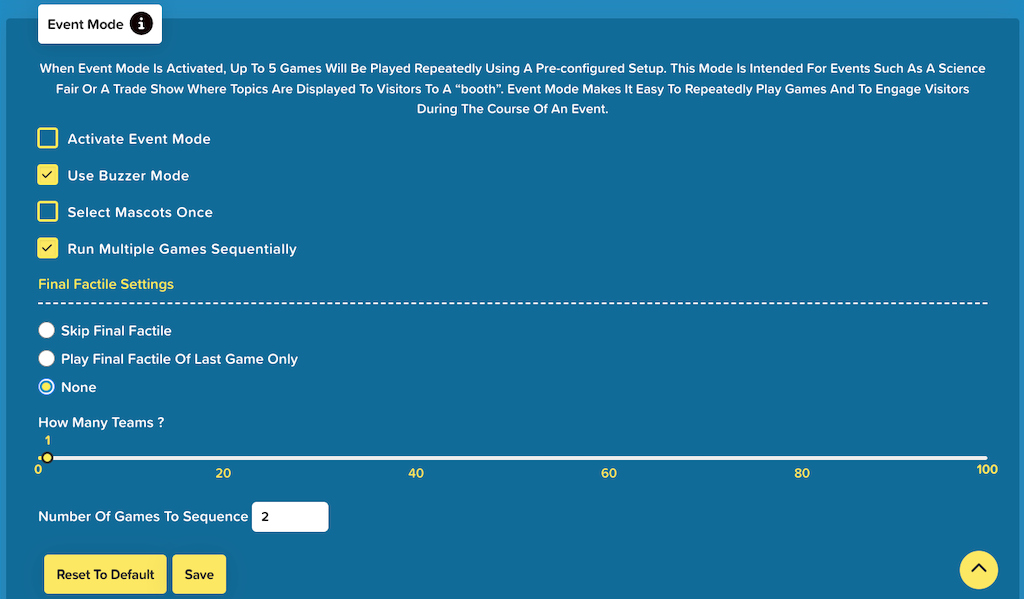 Event Mode
When Event Mode Is Activated, Up To 5 Games Will Be Played Repeatedly Using A Pre-configured Setup. This Mode Is Intended For Events Such As A Science
Fair Or A Trade Show Where Topics Are Displayed To Visitors To A “booth”. Event Mode Makes It Easy To Repeatedly Play Games And To Engage Visitors
During The Course Of An Event.
Activate Event Mode
Use Buzzer Mode
Select Mascots Once
Run Multiple Games Sequentially
Final Factile Settings
Skip Final Factile
Play Final Factile Of Last Game Only
None
How Many Teams ?
1
0 20 40 60 80 100
Number Of Games To Sequence 2
Reset To Default Save